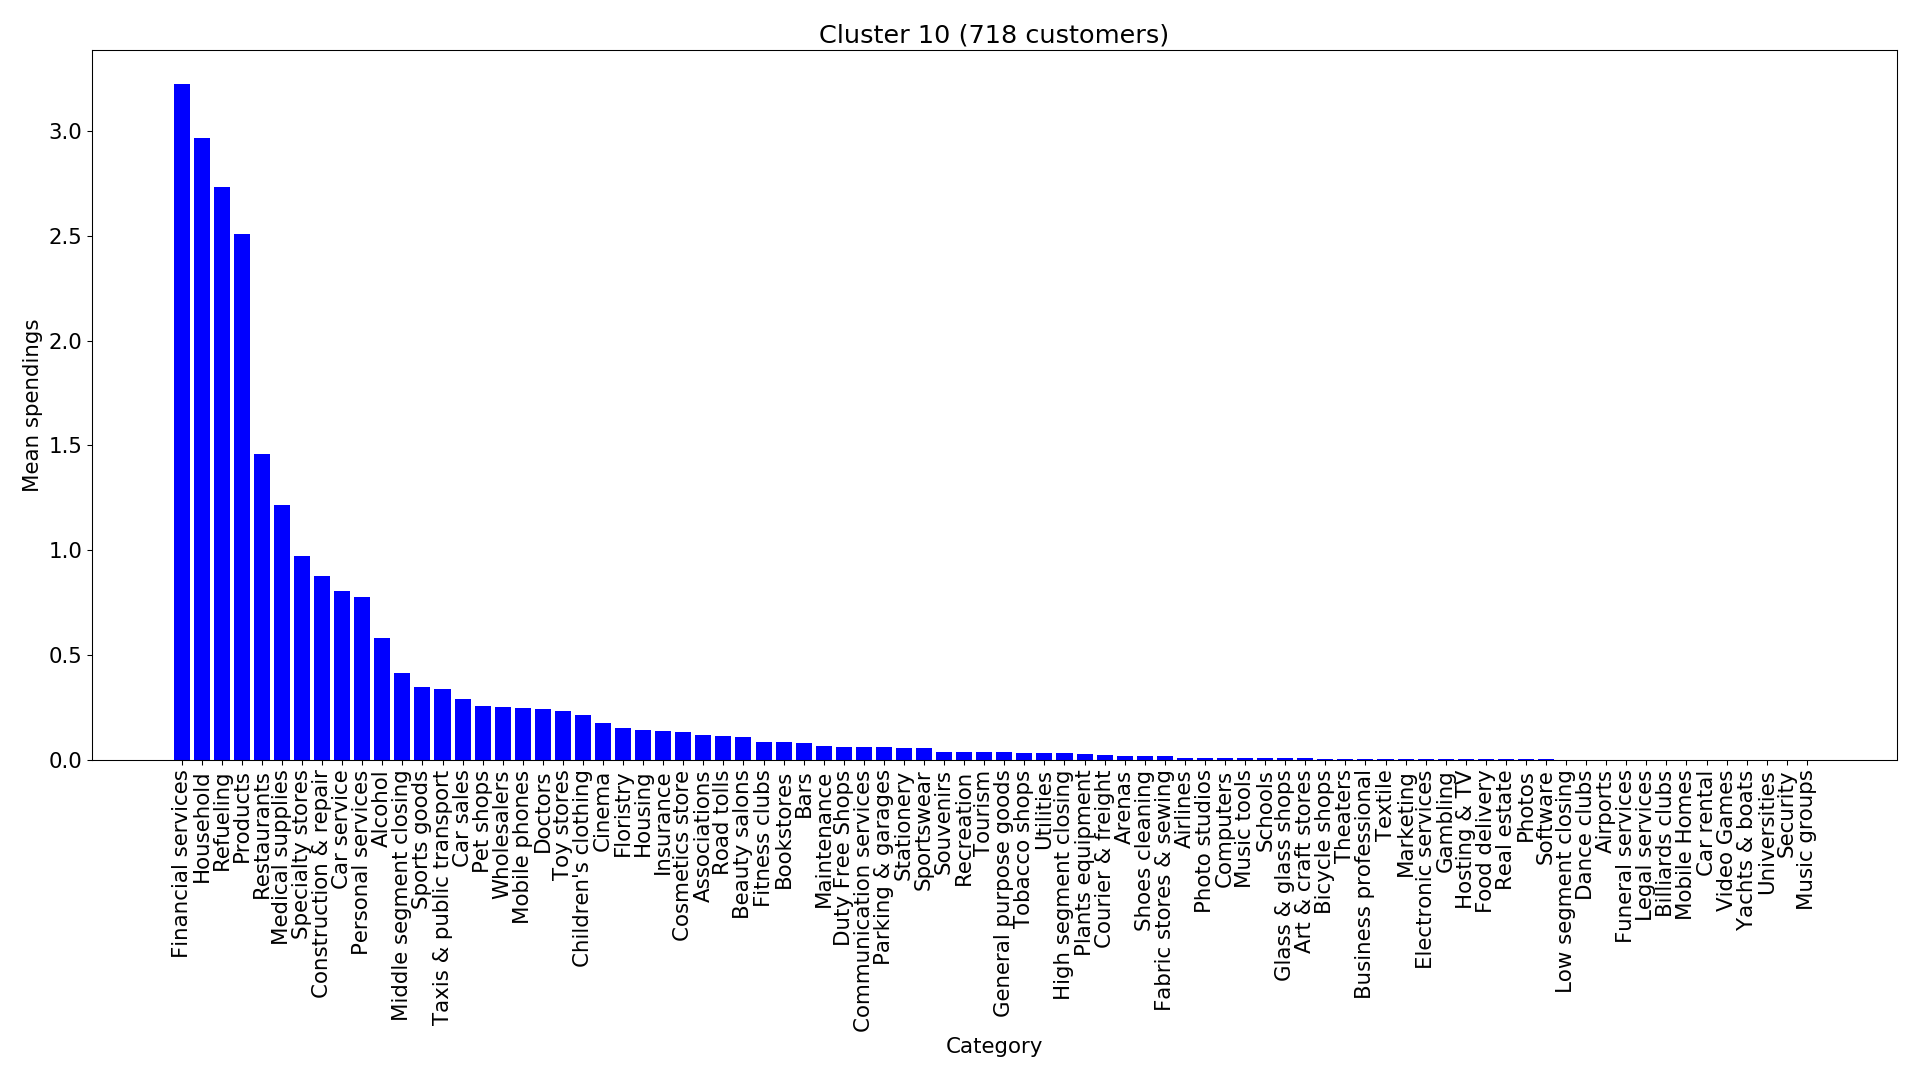 Cluster 10 (718 customers)
Mean spendings
3.0
2.5
2.0
1.5
1.0
0.5
0.0
Financial services
Household
Refueling
Products
Restaurants
Medical supplies
Specialty stores
Construction & repair
Car service
Personal services
Alcohol
Middle segment closing
Sports goods
Taxis & public transport
Car sales
Pet shops
Wholesalers
Mobile phones
Doctors
Toy stores
Children's clothing
Cinema
Floristry
Housing
Insurance
Cosmetics store
Associations
Road tolls
Beauty salons
Fitness clubs
Bookstores
Bars
Maintenance
Duty Free Shops
Communication services
Parking & garages
Stationery
Sportswear
Souvenirs
Recreation
Tourism
General purpose goods
Tobacco shops
Utilities
High segment closing
Plants equipment
Courier & freight
Arenas
Shoes cleaning
Fabric stores & sewing
Airlines
Photo studios
Computers
Music tools
Schools
Glass & glass shops
Art & craft stores
Bicycle shops
Theaters
Business professional
Textile
Marketing
Electronic services
Gambling
Hosting & TV
Food delivery
Real estate
Photos
Software
Low segment closing
Dance clubs
Airports
Funeral services
Legal services
Billiards clubs
Mobile Homes
Car rental
Video Games
Yachts & boats
Universities
Security
Music groups
Category